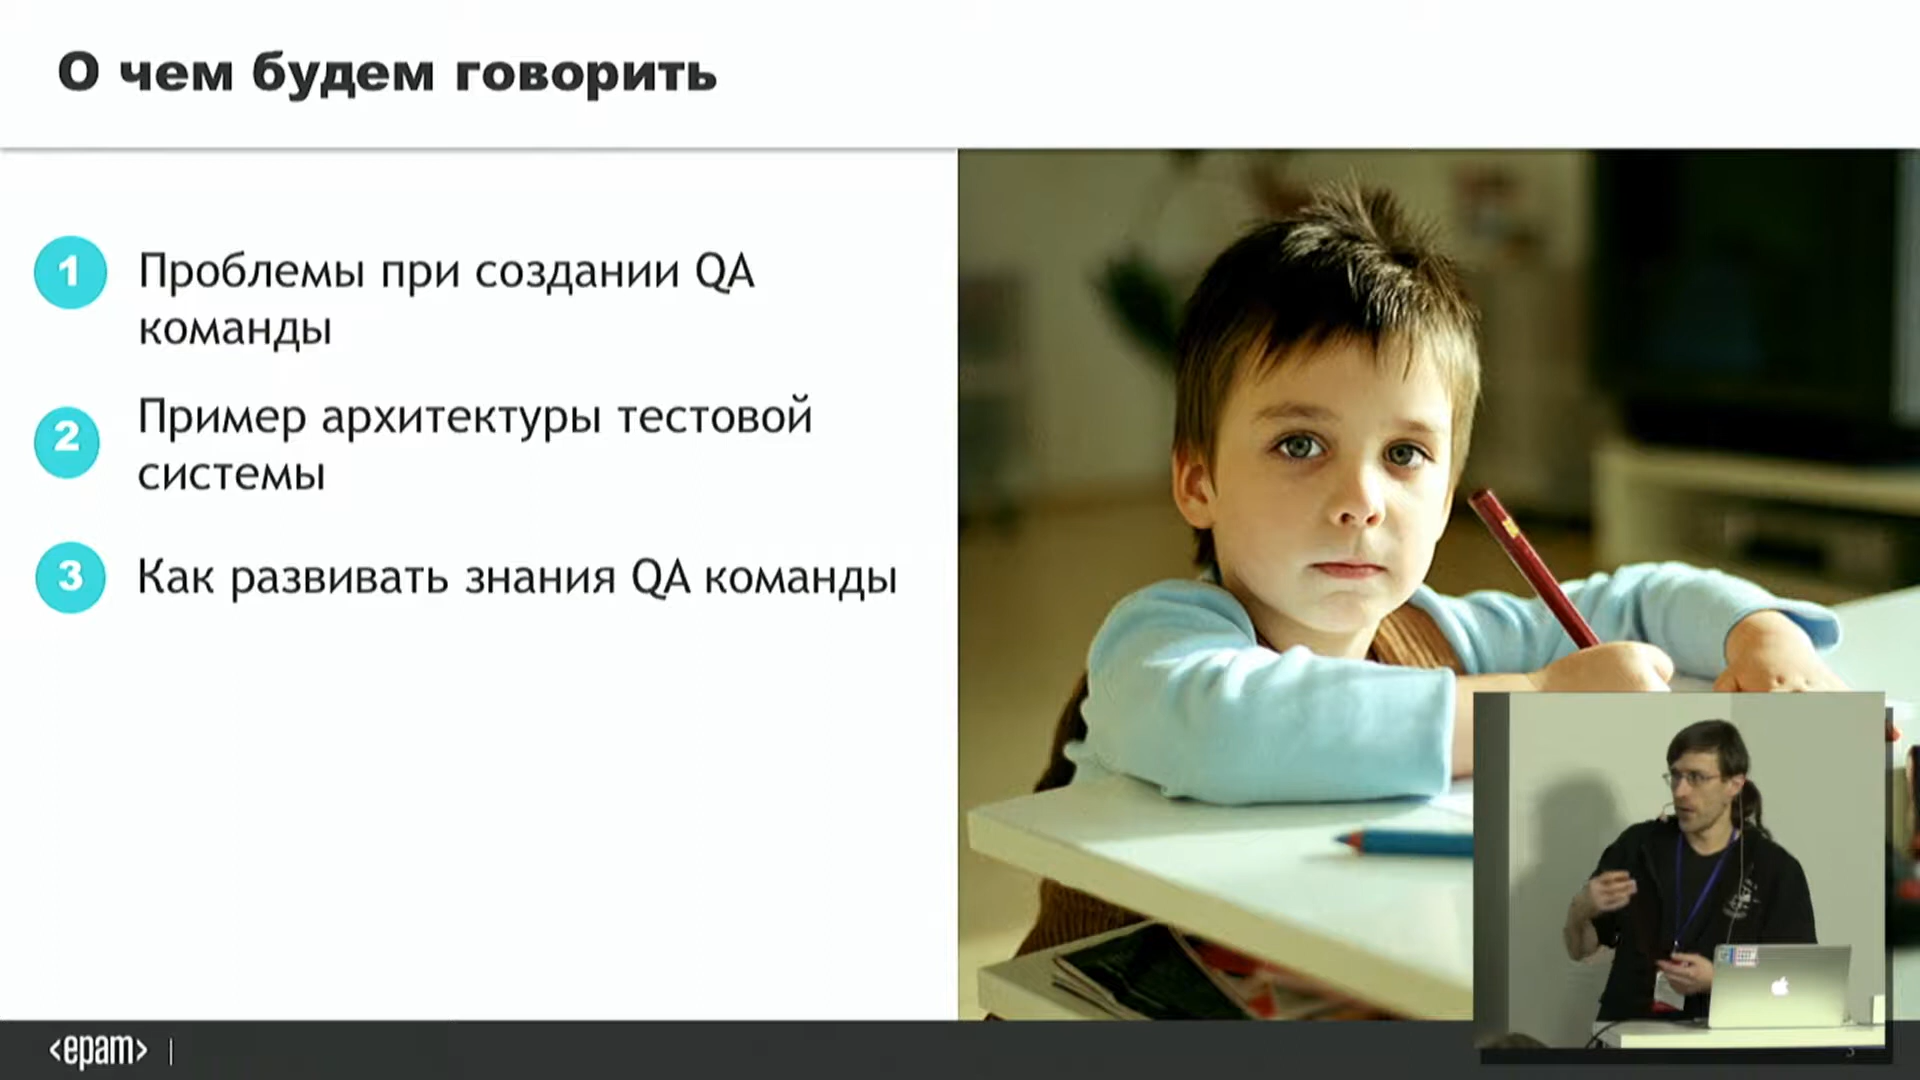 О чем будем говорить
1 Проблемы при создании QA
команды
2 Пример архитектуры тестовой
системы
3 Как развивать знания QA команды
<epam> |